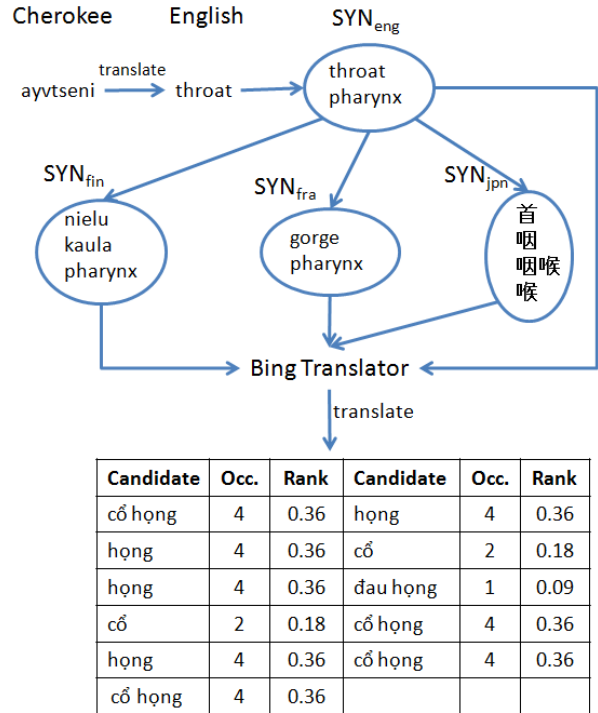 Cherokee English SYNeng
translate
ayvtseni throat
throat
pharynx
SYNfin
SYNfra
SYNjpn
nielu
kaula
pharynx
gorge
pharynx
首
咽
咽喉
喉
Bing Translator
translate
Candidate Occ. Rank Candidate Occ. Rank
cổ họng 4 0.36 họng 4 0.36
họng 4 0.36 cổ 2 0.18
họng 4 0.36 đau họng 1 0.09
cổ 2 0.18 cổ họng 4 0.36
họng 4 0.36 cổ họng 4 0.36
cổ họng 4 0.36